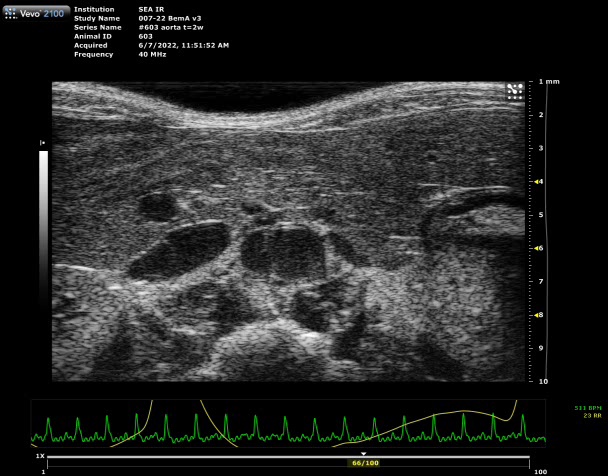 Vevo 2100
Institution SEA IR
Study Name 007-22 BemA v3
Series Name #603 aorta t=2w
Animal ID 603
Acquired 6/7/2022, 11:51:52 AM
Frequency 40 MHz
1 mm
2
3
4
5
6
7
8
9
10
511 BPM
23 RR
1X
66/100
1
100